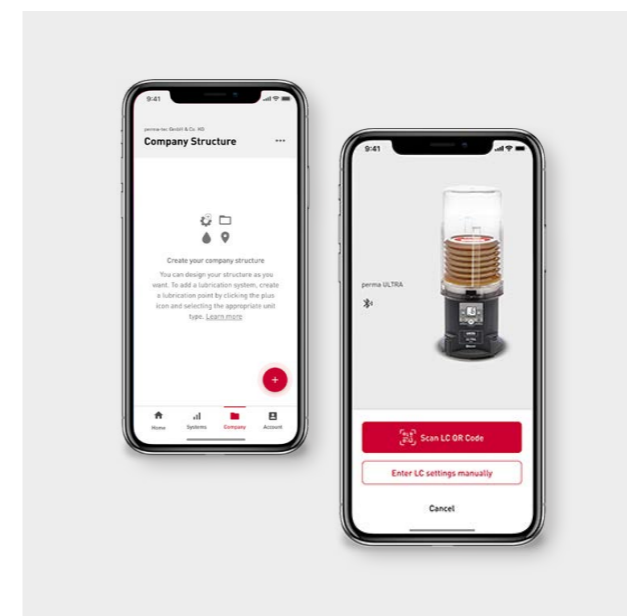 9:41
perma-tec GmbH & Co. KG
Company Structure
Create your company structure
You can design your structure as you
want. To add a lubrication system, create
a lubrication point by clicking the plus
icon and selecting the appropriate unit
type. Learn more
Home
Systems
Company
Account
9:41
perma ULTRA
Scan LC QR Code
Enter LC settings manually
Cancel